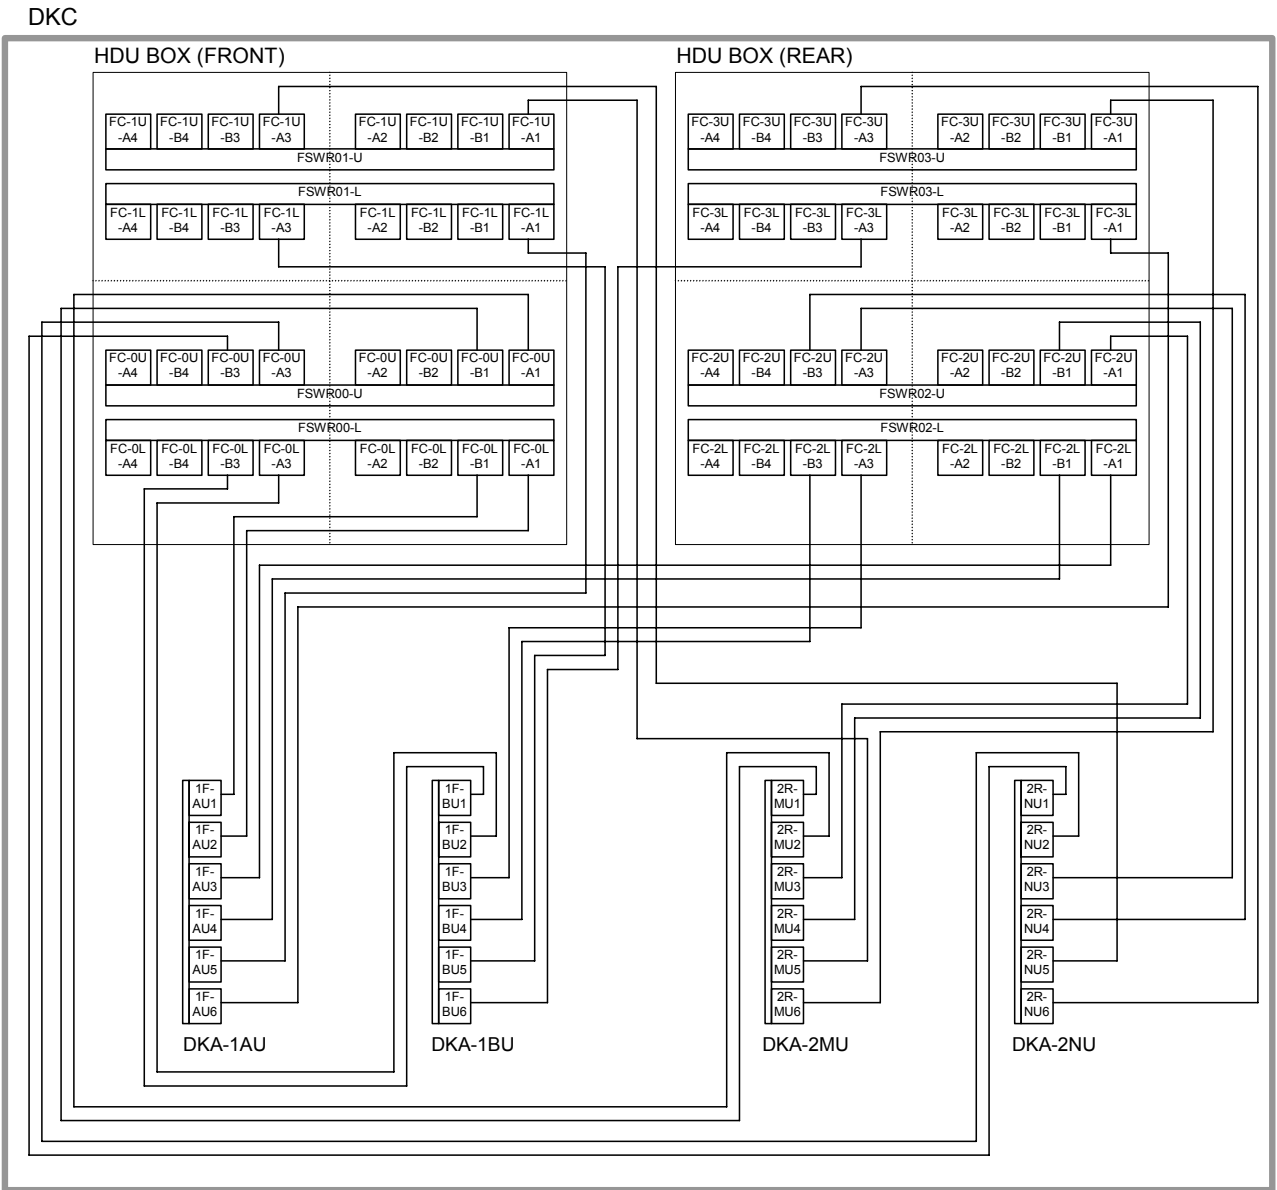 DKC
HDU BOX (FRONT)
HDU BOX (REAR)
FC-1U FC-1U FC-1U FC-1U FC-1U FC-1U FC-1U FC-1U
-A4 -B4 -B3 -A3 -A2 -B2 -B1 -A1
FSWR01-U
FSWR01-L
FC-1L FC-1L FC-1L FC-1L FC-1L FC-1L FC-1L FC-1L
-A4 -B4 -B3 -A3 -A2 -B2 -B1 -A1
FC-3U FC-3U FC-3U FC-3U FC-3U FC-3U FC-3U FC-3U
-A4 -B4 -B3 -A3 -A2 -B2 -B1 -A1
FSWR03-U
FSWR03-L
FC-3L FC-3L FC-3L FC-3L FC-3L FC-3L FC-3L FC-3L
-A4 -B4 -B3 -A3 -A2 -B2 -B1 -A1
FC-0U FC-0U FC-0U FC-0U FC-0U FC-0U FC-0U FC-0U
-A4 -B4 -B3 -A3 -A2 -B2 -B1 -A1
FSWR00-U
FSWR00-L
FC-0L FC-0L FC-0L FC-0L FC-0L FC-0L FC-0L FC-0L
-A4 -B4 -B3 -A3 -A2 -B2 -B1 -A1
FC-2U FC-2U FC-2U FC-2U FC-2U FC-2U FC-2U FC-2U
-A4 -B4 -B3 -A3 -A2 -B2 -B1 -A1
FSWR02-U
FSWR02-L
FC-2L FC-2L FC-2L FC-2L FC-2L FC-2L FC-2L FC-2L
-A4 -B4 -B3 -A3 -A2 -B2 -B1 -A1
1F-
AU1
1F-
AU2
1F-
AU3
1F-
AU4
1F-
AU5
1F-
AU6
DKA-1AU
1F-
BU1
1F-
BU2
1F-
BU3
1F-
BU4
1F-
BU5
1F-
BU6
DKA-1BU
2R-
MU1
2R-
MU2
2R-
MU3
2R-
MU4
2R-
MU5
2R-
MU6
DKA-2MU
2R-
NU1
2R-
NU2
2R-
NU3
2R-
NU4
2R-
NU5
2R-
NU6
DKA-2NU